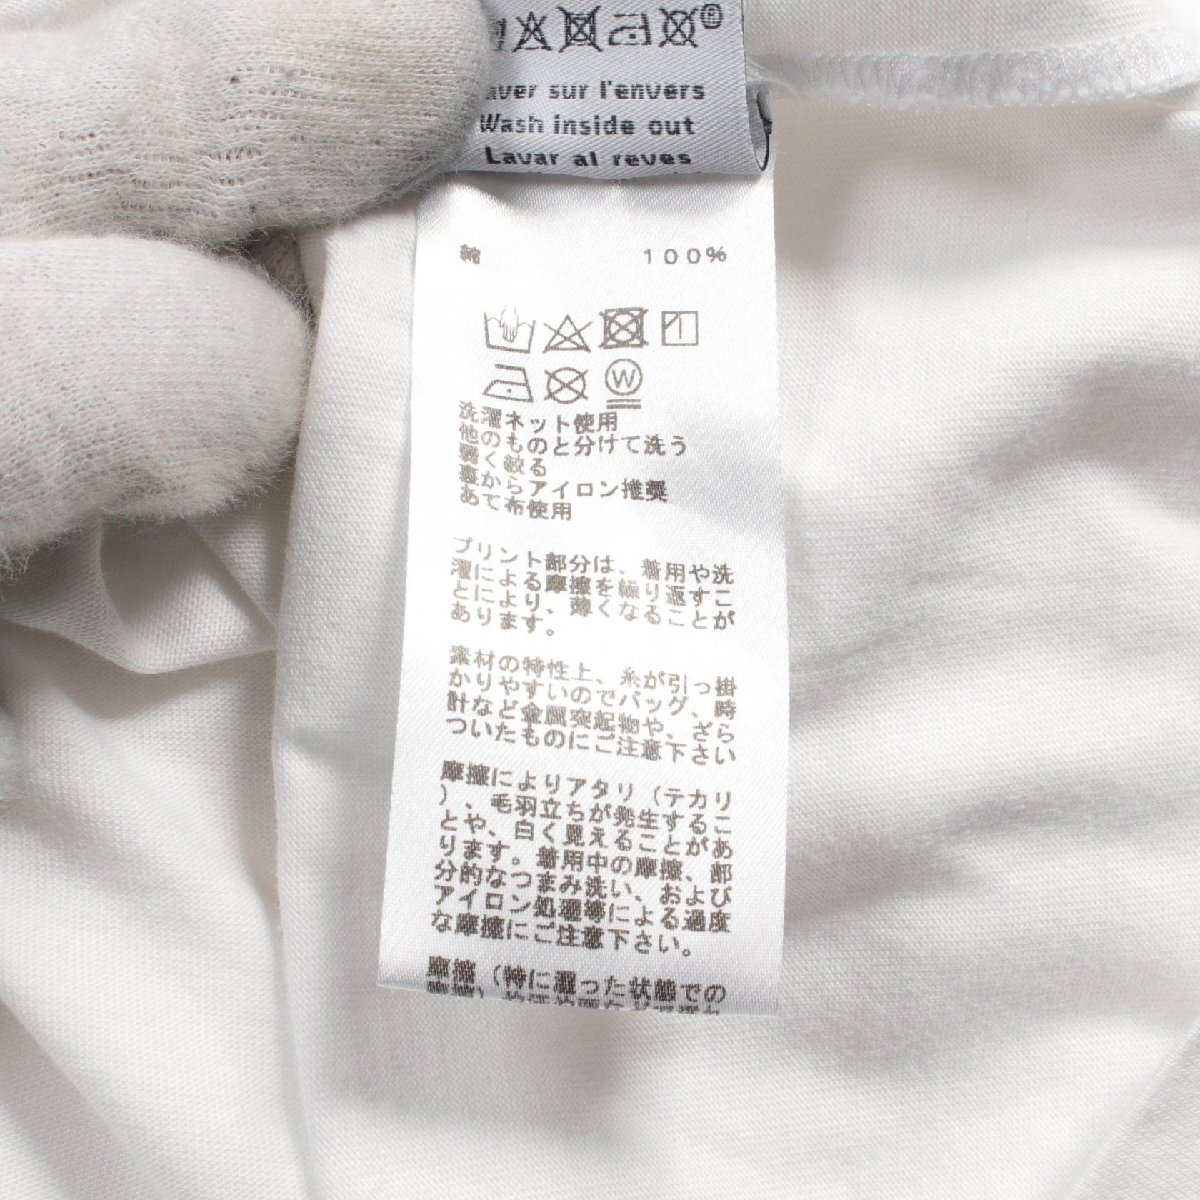 sur l'envers
Wash inside out
Lavar al reves
綿 100%
W
洗濯ネット使用
他のものと分けて洗う
弱く絞る
裏からアイロン推奨
あて布使用
プリント部分は、着用や洗
濯による摩擦を繰り返すこ
とにより、薄くなることが
あります。
素材の特性上、糸が引っ掛
かりやすいのでバッグ、時
計など金属突起物や、ざら
ついたものにご注意下さい
摩擦によりアタリ(テカリ
)、毛羽立ちが発生するこ
とや、白く見えることがあ
ります。着用中の摩擦、部
分的なつまみ洗い、および
アイロン処理等による過度
な摩擦にご注意下さい。
摩擦(特に湿った状態での